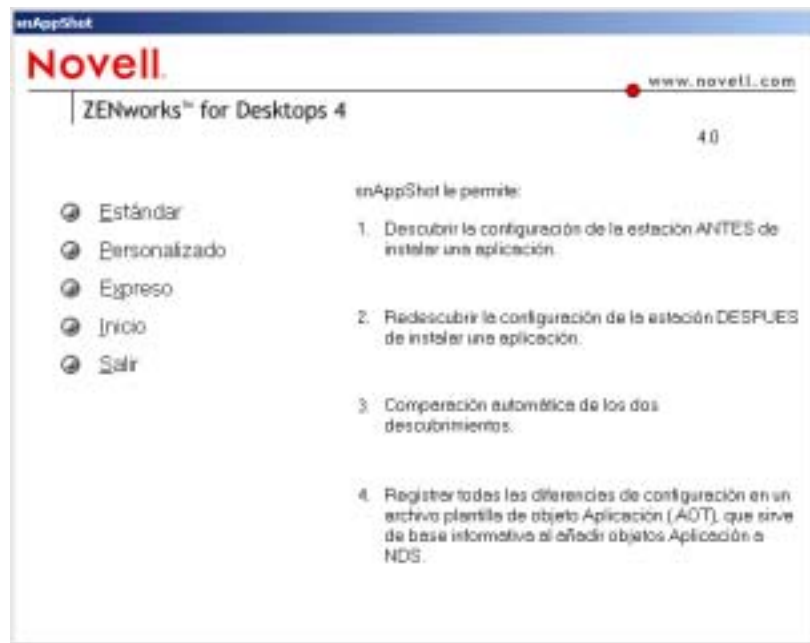 snAppShot
Novell.
www.novell.com
ZENworks™ for Desktops 4
4.0
Estándar
Personalizado
Expreso
Inicio
Salir
snAppShot le permite:
1. Descubrir la configuración de la estación ANTES de
instalar una aplicación.
2. Redescubrir la configuración de la estación DESPUES
de instalar una aplicación.
3. Comparación automática de los dos
descubrimientos.
4. Registrar todas las diferencias de configuración en un
archivo plantilla de objeto Aplicación (.AOT), que sirve
de base informativa al añadir objetos Aplicación a
NDS.